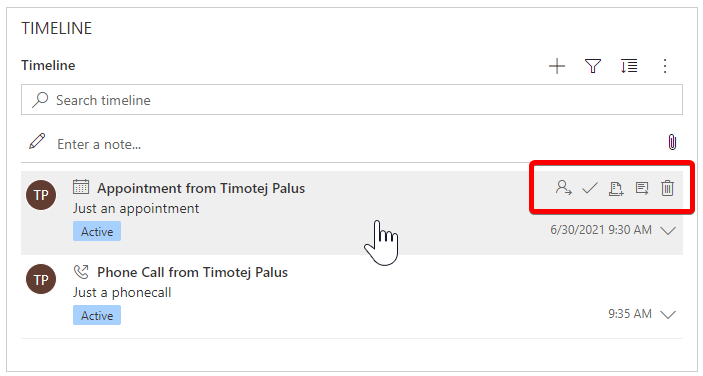 TIMELINE
Timeline
Search timeline
Enter a note...
TP
Appointment from Timotej Palus
Just an appointment
Active
6/30/2021 9:30 AM
TP
Phone Call from Timotej Palus
Just a phonecall
Active
9:35 AM